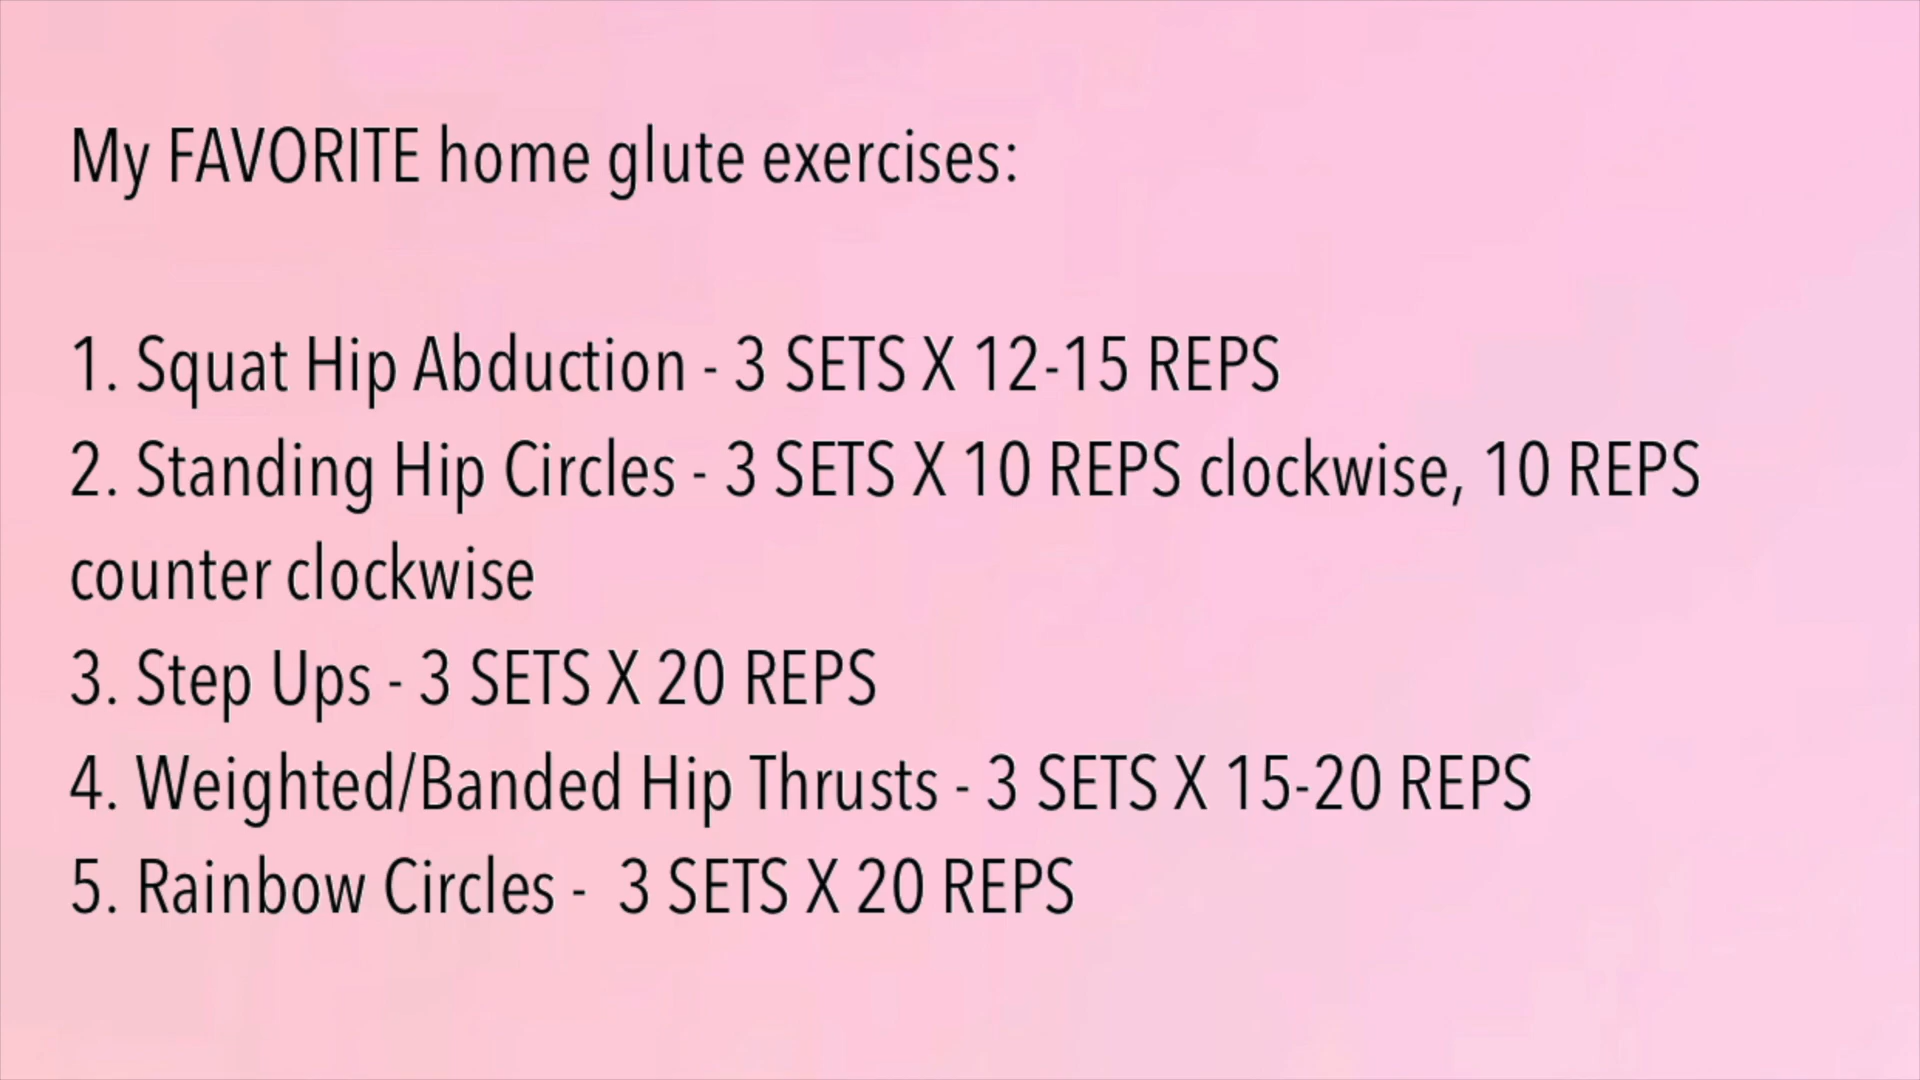 My FAVORITE home glute exercises:
1. Squat Hip Abduction - 3 SETS X 12-15 REPS
2. Standing Hip Circles - 3 SETS X 10 REPS clockwise, 10 REPS
counter clockwise
3. Step Ups - 3 SETS X 20 REPS
4. Weighted/Banded Hip Thrusts - 3 SETS X 15-20 REPS
5. Rainbow Circles -  3 SETS X 20 REPS